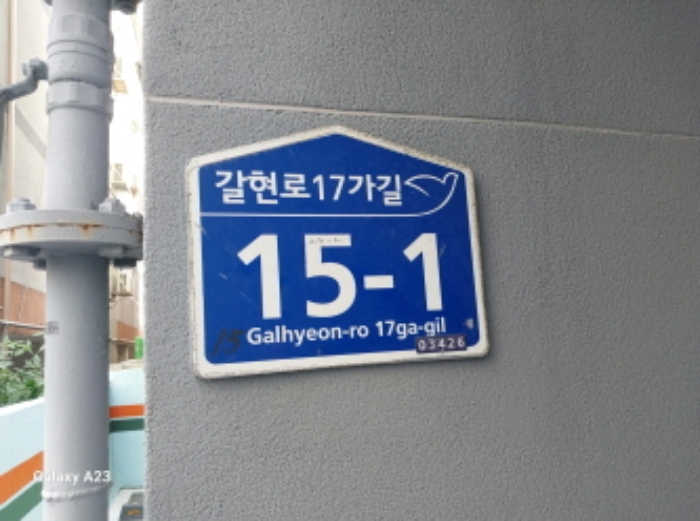 갈현로17가길
15-1
Galhyeon-ro 17ga-gil
03426
Galaxy A23